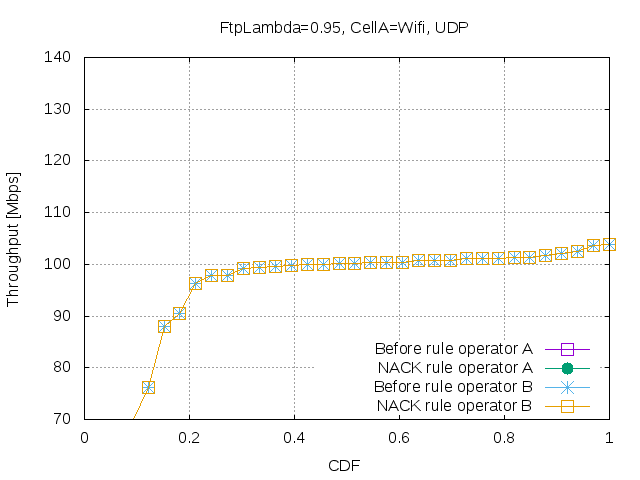 FtpLambda=0.95, CellA=Wifi, UDP
140
130
120
110
100
90
80
70
Throughput [Mbps]
Before rule operator A
NACK rule operator A
Before rule operator B
NACK rule operator B
0
0.2
0.4
0.6
0.8
1
CDF